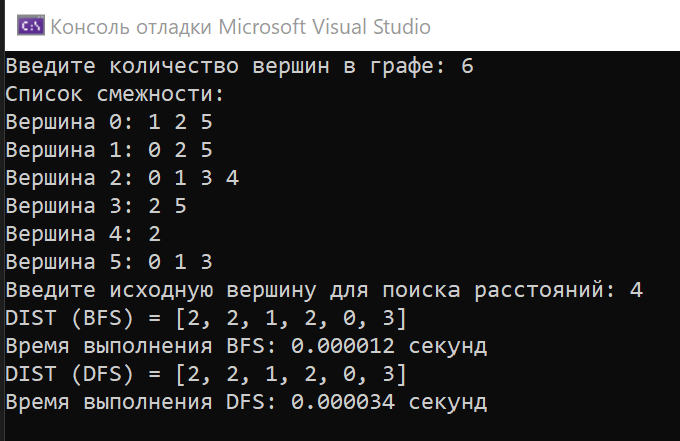 Консоль отладки Microsoft Visual Studio
Введите количество вершин в графе: 6
Список смежности:
Вершина 0: 1 2 5
Вершина 1: 0 2 5
Вершина 2: 0 1 3 4
Вершина 3: 2 5
Вершина 4: 2
Вершина 5: 0 1 3
Введите исходную вершину для поиска расстояний: 4
DIST (BFS) = [2, 2, 1, 2, 0, 3]
Время выполнения BFS: 0.000012 секунд
DIST (DFS) = [2, 2, 1, 2, 0, 3]
Время выполнения DFS: 0.000034 секунд